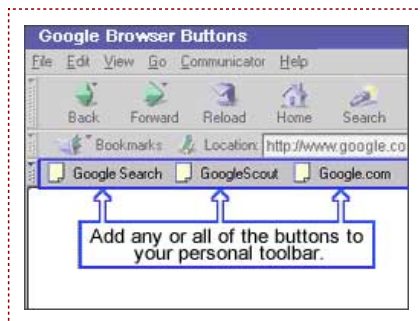 Google Browser Buttons
File Edit View Go Communicator Help
Back Forward Reload Home Search
Bookmarks Location: http://www.google.co
Google Search GoogleScout Google.com
Add any or all of the buttons to
your personal toolbar.